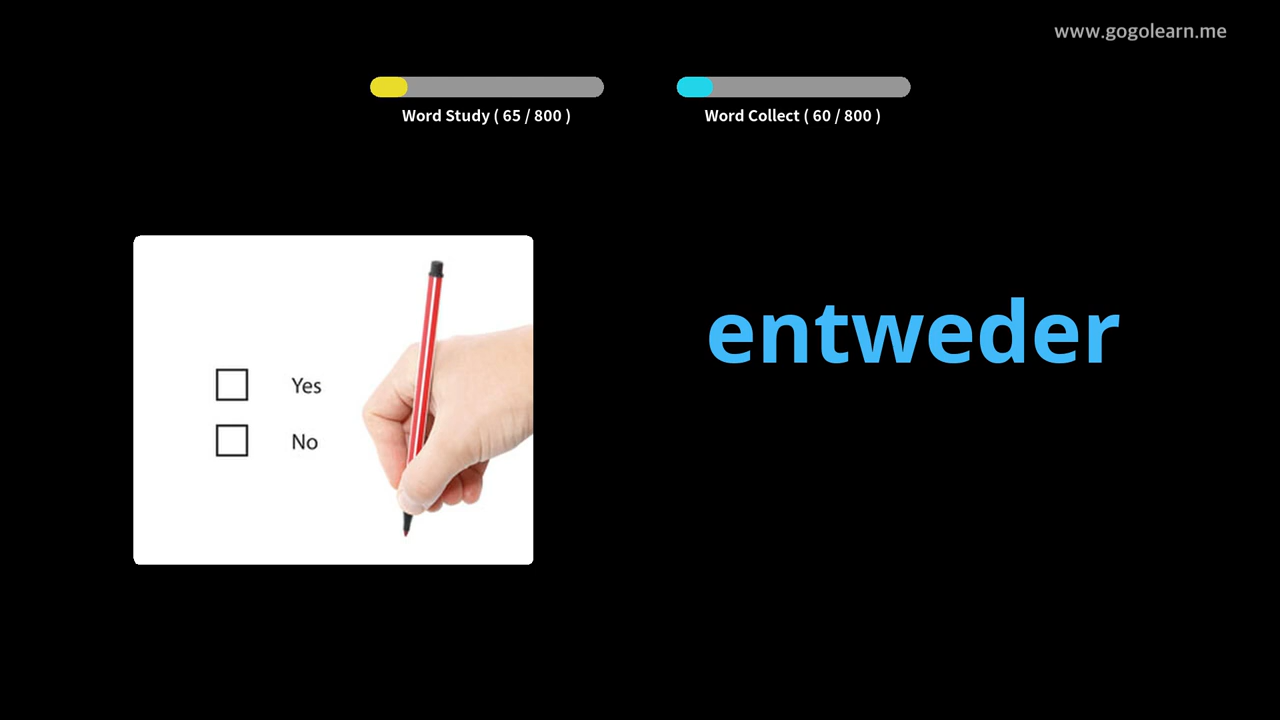 www.gogolearn.me
Word Study ( 65 / 800 )
Word Collect ( 60 / 800 )
entweder
Yes
No